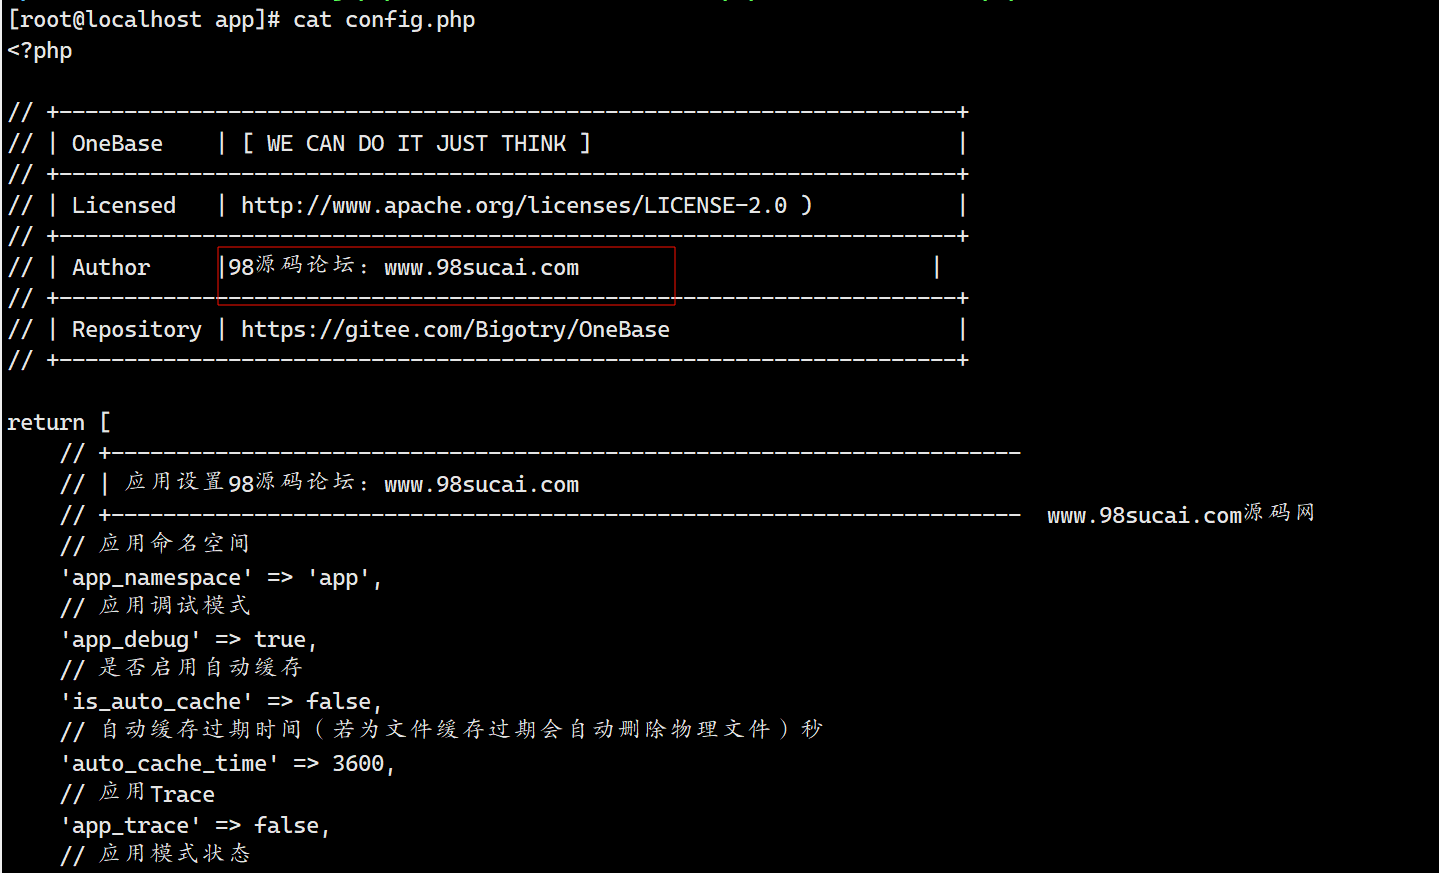 [root@localhost app]# cat config.php
<?php
// +----------------------------------------------------------------------+
// | OneBase    | [ WE CAN DO IT JUST THINK ]                            |
// +----------------------------------------------------------------------+
// | Licensed   | http://www.apache.org/licenses/LICENSE-2.0 )           |
// +----------------------------------------------------------------------+
// | Author     |98源码论坛：www.98sucai.com                           |
// +----------------------------------------------------------------------+
// | Repository | https://gitee.com/Bigotry/OneBase                      |
// +----------------------------------------------------------------------+
return [
    // +----------------------------------------------------------------------
    // | 应用设置98源码论坛：www.98sucai.com
    // +----------------------------------------------------------------------  www.98sucai.com源码网
    // 应用命名空间
    'app_namespace' => 'app',
    // 应用调试模式
    'app_debug' => true,
    // 是否启用自动缓存
    'is_auto_cache' => false,
    // 自动缓存过期时间（若为文件缓存过期会自动删除物理文件）秒
    'auto_cache_time' => 3600,
    // 应用Trace
    'app_trace' => false,
    // 应用模式状态